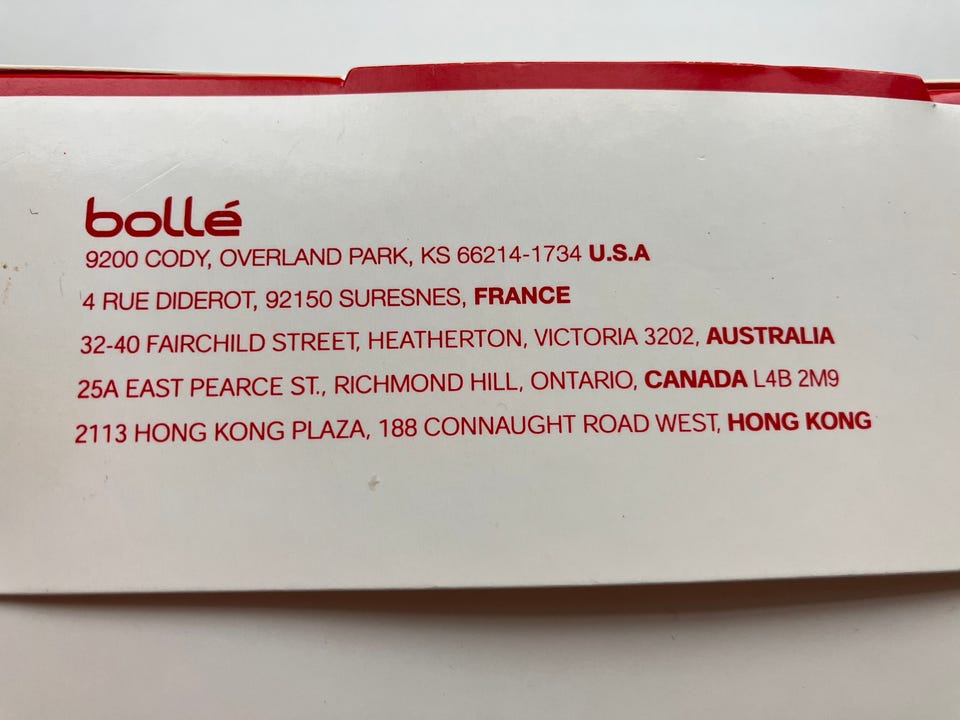 bollé
9200 CODY, OVERLAND PARK, KS 66214-1734 U.S.A
4 RUE DIDEROT, 92150 SURESNES, FRANCE
32-40 FAIRCHILD STREET, HEATHERTON, VICTORIA 3202, AUSTRALIA
25A EAST PEARCE ST., RICHMOND HILL, ONTARIO, CANADA L4B 2M9
2113 HONG KONG PLAZA, 188 CONNAUGHT ROAD WEST, HONG KONG